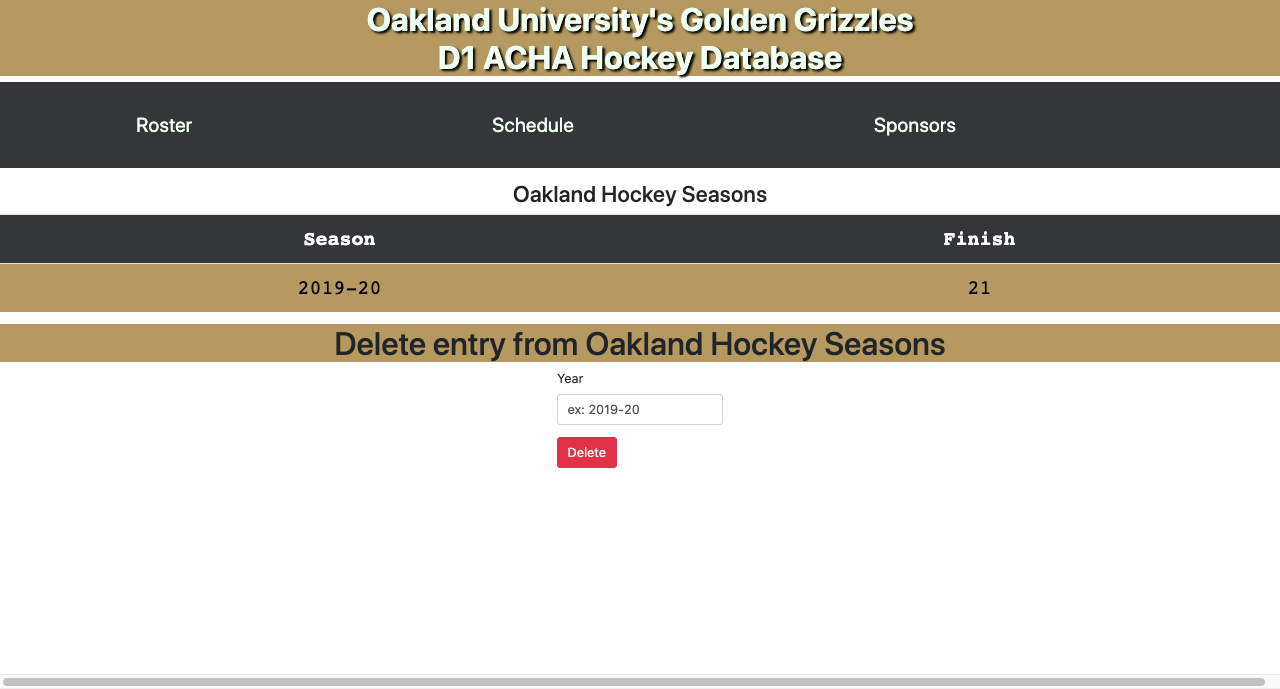 Oakland University's Golden Grizzles
D1 ACHA Hockey Database
Roster Schedule Sponsors
Oakland Hockey Seasons
Season Finish
2019-20 21
Delete entry from Oakland Hockey Seasons
Year
ex: 2019-20
Delete